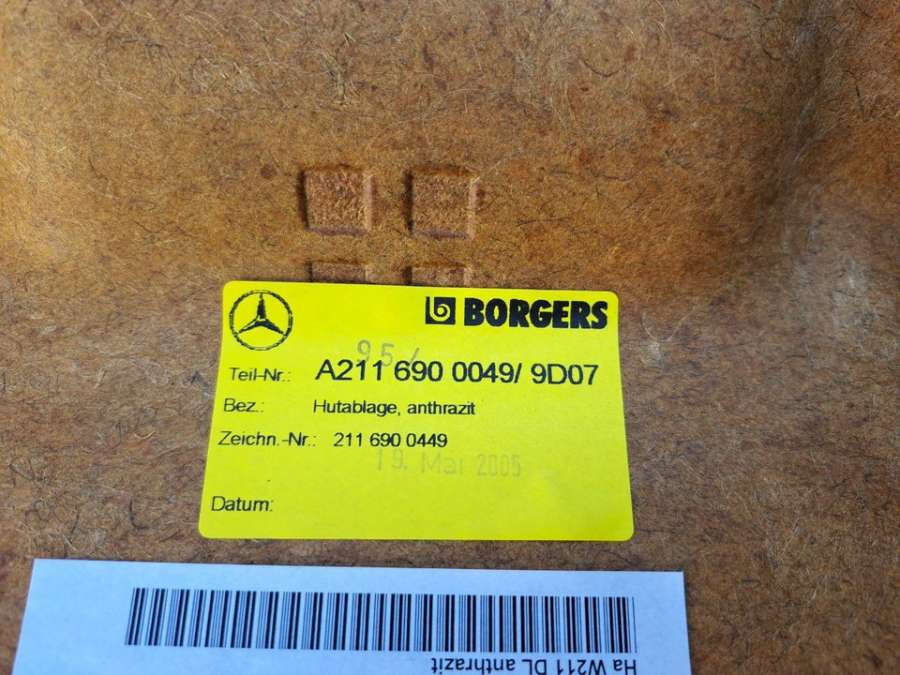 BORGERS
95/
Teil-Nr.: A211 690 0049/ 9D07
Bez.: Hutablage, anthrazit
Zeichn.-Nr.: 211 690 0449
19. Mai 2005
Datum:
Ha W211 DL anthrazit